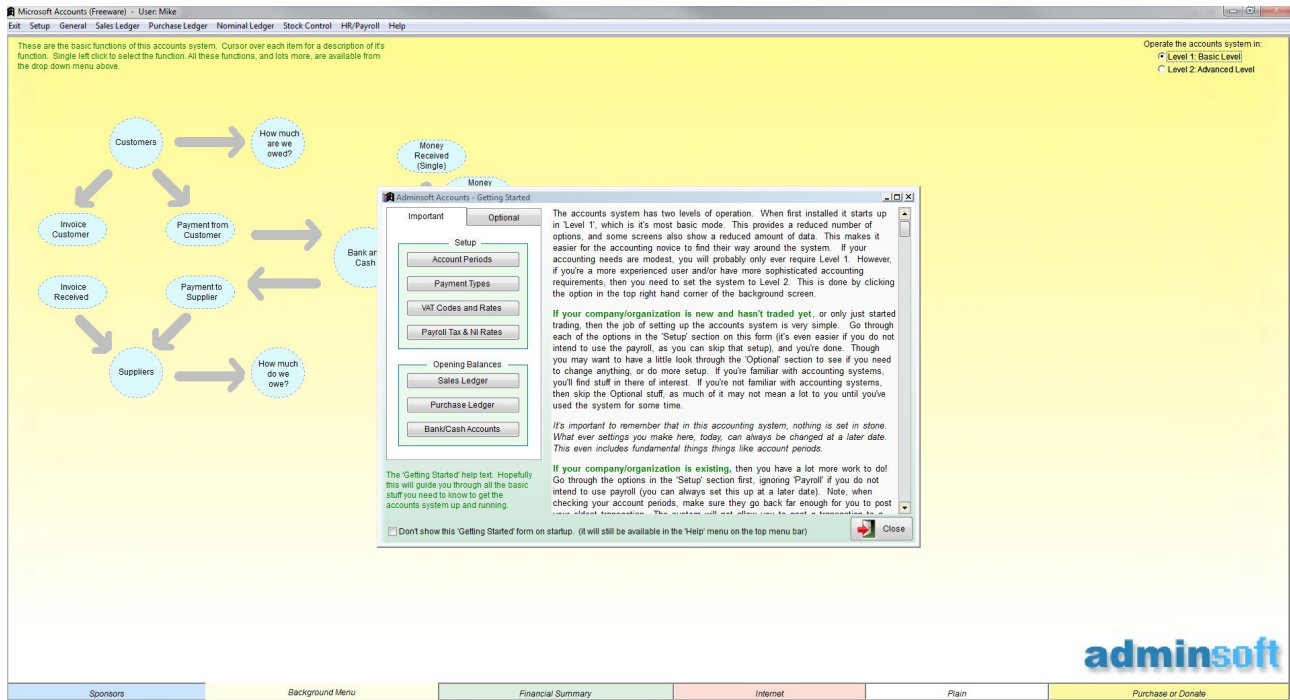 Microsoft Accounts (Freeware) - User: Mike
Exit Setup General Sales Ledger Purchase Ledger Nominal Ledger Stock Control HR/Payroll Help
These are the basic functions of this accounts system. Cursor over each item for a description of it's
function. Single left click to select the function. All these functions, and lots more, are available from
the drop down menu above.
Operate the accounts system in:
Level 1: Basic Level
Level 2: Advanced Level
Customers
How much
are we
owed?
Money
Received
(Single)
Money
Invoice
Customer
Payment from
Customer
Bank an
Cash
Invoice
Received
Payment to
Supplier
Suppliers
How much
do we
owe?
Adminsoft Accounts - Getting Started
Important
Optional
Setup
Account Periods
Payment Types
VAT Codes and Rates
Payroll Tax & NI Rates
Opening Balances
Sales Ledger
Purchase Ledger
Bank/Cash Accounts
The 'Getting Started' help text. Hopefully
this will guide you through all the basic
stuff you need to know to get the
accounts system up and running.
The accounts system has two levels of operation. When first installed it starts up
in 'Level 1', which is it's most basic mode. This provides a reduced number of
options, and some screens also show a reduced amount of data. This makes it
easier for the accounting novice to find their way around the system. If your
accounting needs are modest, you will probably only ever require Level 1. However,
if you're a more experienced user and/or have more sophisticated accounting
requirements, then you need to set the system to Level 2. This is done by clicking
the option in the top right hand corner of the background screen.
If your company/organization is new and hasn't traded yet, or only just started
trading, then the job of setting up the accounts system is very simple. Go through
each of the options in the 'Setup' section on this form (it's even easier if you do not
intend to use the payroll, as you can skip that setup), and you're done. Though
you may want to have a little look through the 'Optional' section to see if you need
to change anything, or do more setup. If you're familiar with accounting systems,
you'll find stuff in there of interest. If you're not familiar with accounting systems,
then skip the Optional stuff, as much of it may not mean a lot to you until you've
used the system for some time.
It's important to remember that in this accounting system, nothing is set in stone.
What ever settings you make here, today, can always be changed at a later date.
This even includes fundamental things things like account periods.
If your company/organization is existing, then you have a lot more work to do!
Go through the options in the 'Setup' section first, ignoring 'Payroll' if you do not
intend to use payroll (you can always set this up at a later date). Note, when
checking your account periods, make sure they go back far enough for you to post
your oldest transaction. The system will not allow you to post a transaction to a
Don't show this 'Getting Started' form on startup. (it will still be available in the 'Help' menu on the top menu bar)
Close
adminsoft
Sponsors
Background Menu
Financial Summary
Internet
Plain
Purchase or Donate